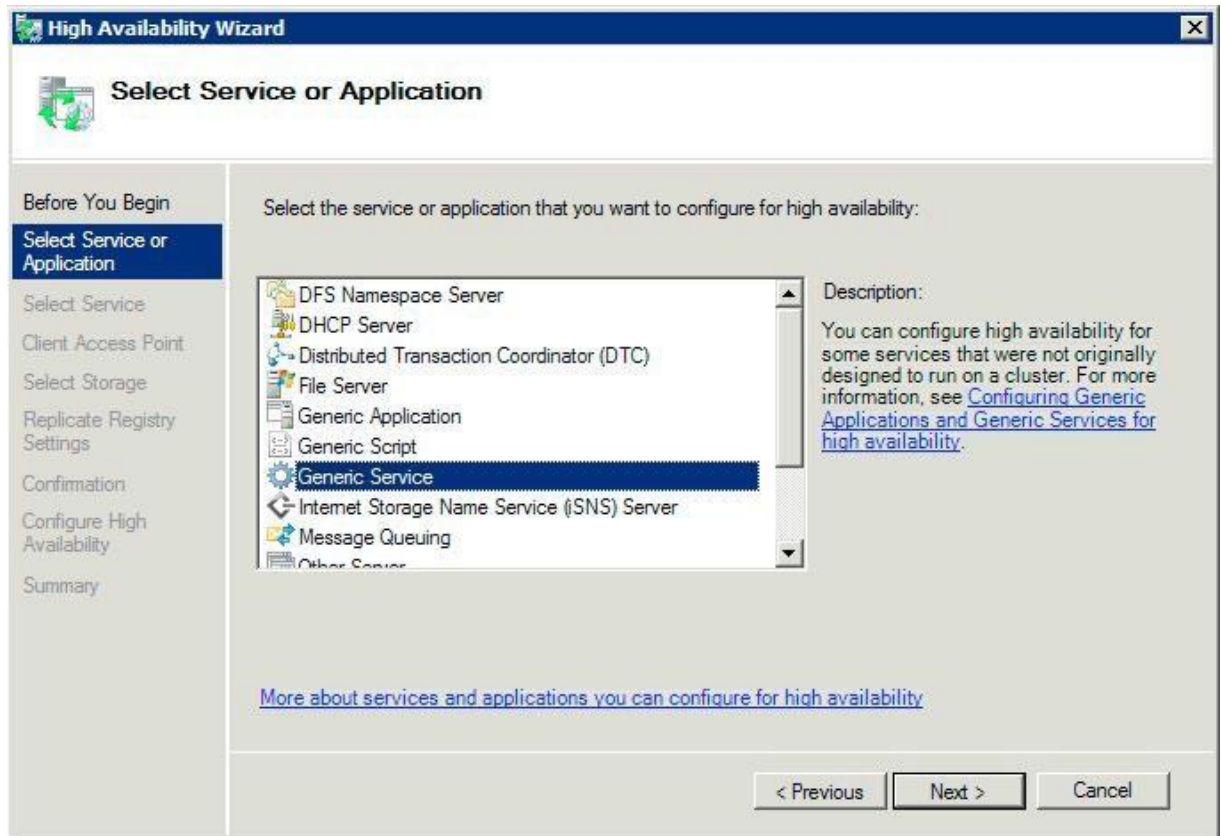 High Availability Wizard
Select Service or Application
Before You Begin
Select Service or
Application
Select Service
Client Access Point
Select Storage
Replicate Registry
Settings
Confirmation
Configure High
Availability
Summary
Select the service or application that you want to configure for high availability:
DFS Namespace Server
DHCP Server
Distributed Transaction Coordinator (DTC)
File Server
Generic Application
Generic Script
Generic Service
Internet Storage Name Service (iSNS) Server
Message Queuing
Other Server
Description:
You can configure high availability for
some services that were not originally
designed to run on a cluster. For more
information, see Configuring Generic
Applications and Generic Services for
high availability.
More about services and applications you can configure for high availability
< Previous
Next >
Cancel